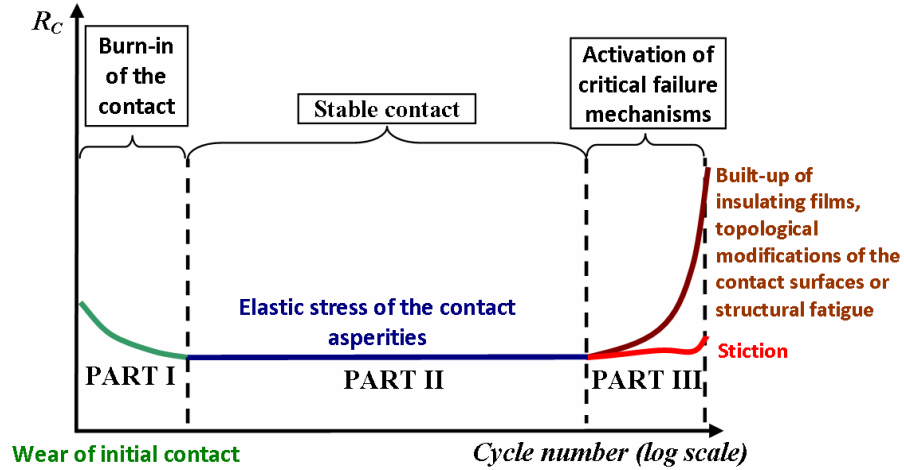 R_C
Burn-in
of the
contact
Stable contact
Activation of
critical failure
mechanisms
Built-up of
insulating films,
topological
modifications of the
contact surfaces or
structural fatigue
Elastic stress of the contact
asperities
Stiction
PART I
PART II
PART III
Wear of initial contact
Cycle number (log scale)